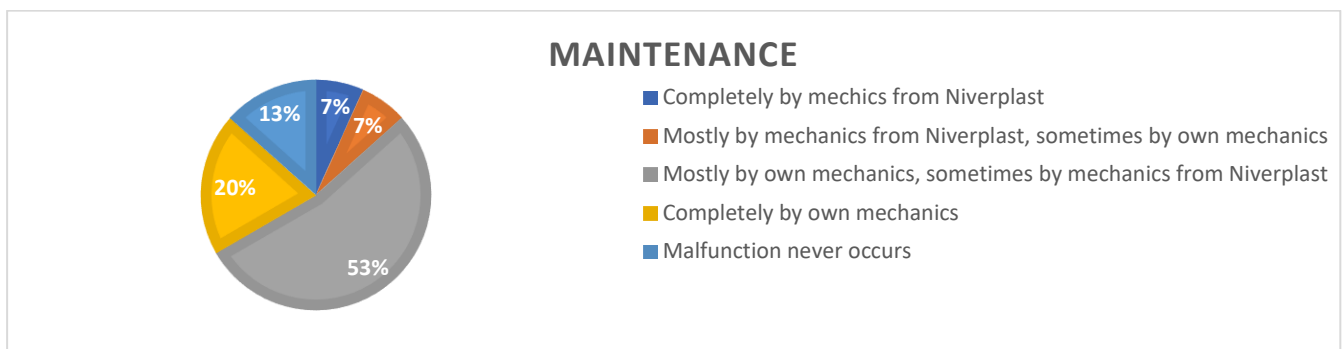 MAINTENANCE
7%
7%
53%
20%
13%
Completely by mechics from Niverplast
Mostly by mechanics from Niverplast, sometimes by own mechanics
Mostly by own mechanics, sometimes by mechanics from Niverplast
Completely by own mechanics
Malfunction never occurs